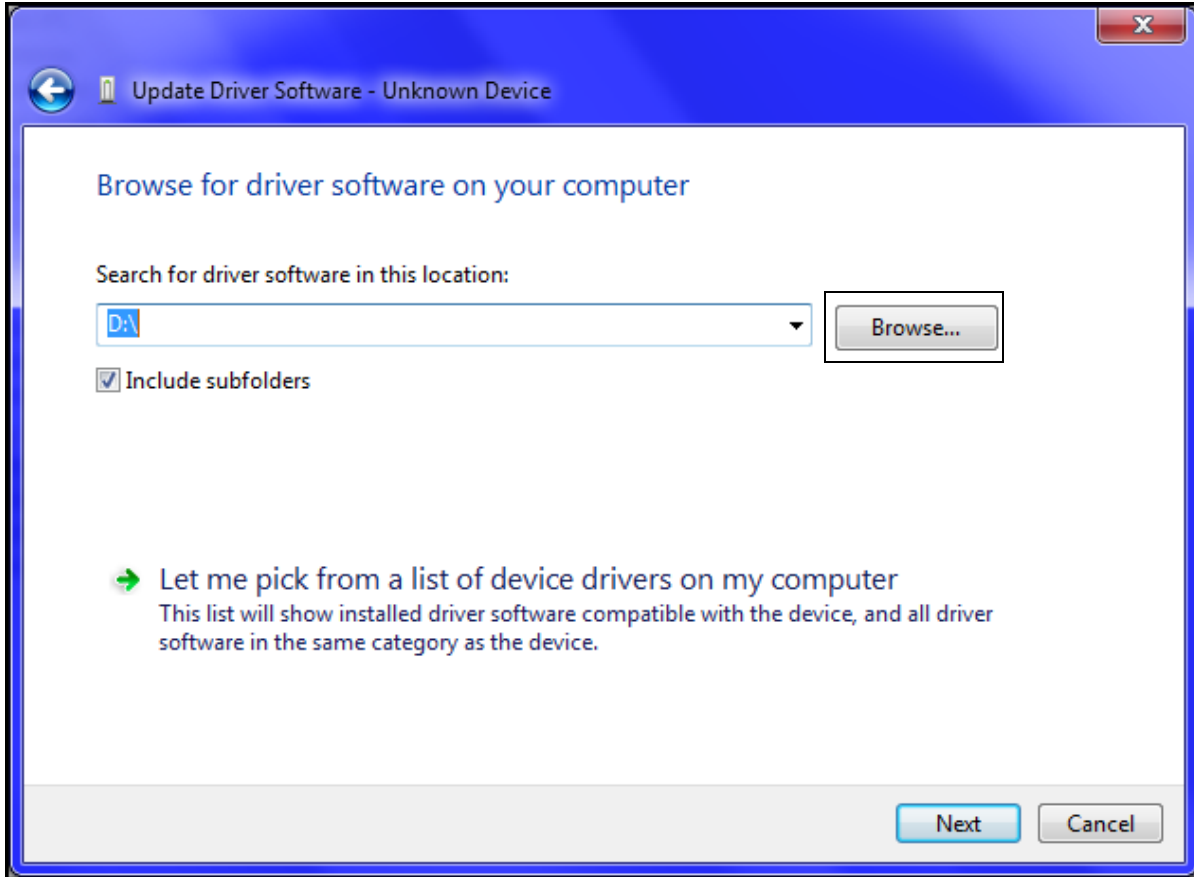 Update Driver Software - Unknown Device
Browse for driver software on your computer
Search for driver software in this location:
D:\
Browse...
Include subfolders
Let me pick from a list of device drivers on my computer
This list will show installed driver software compatible with the device, and all driver
software in the same category as the device.
Next
Cancel